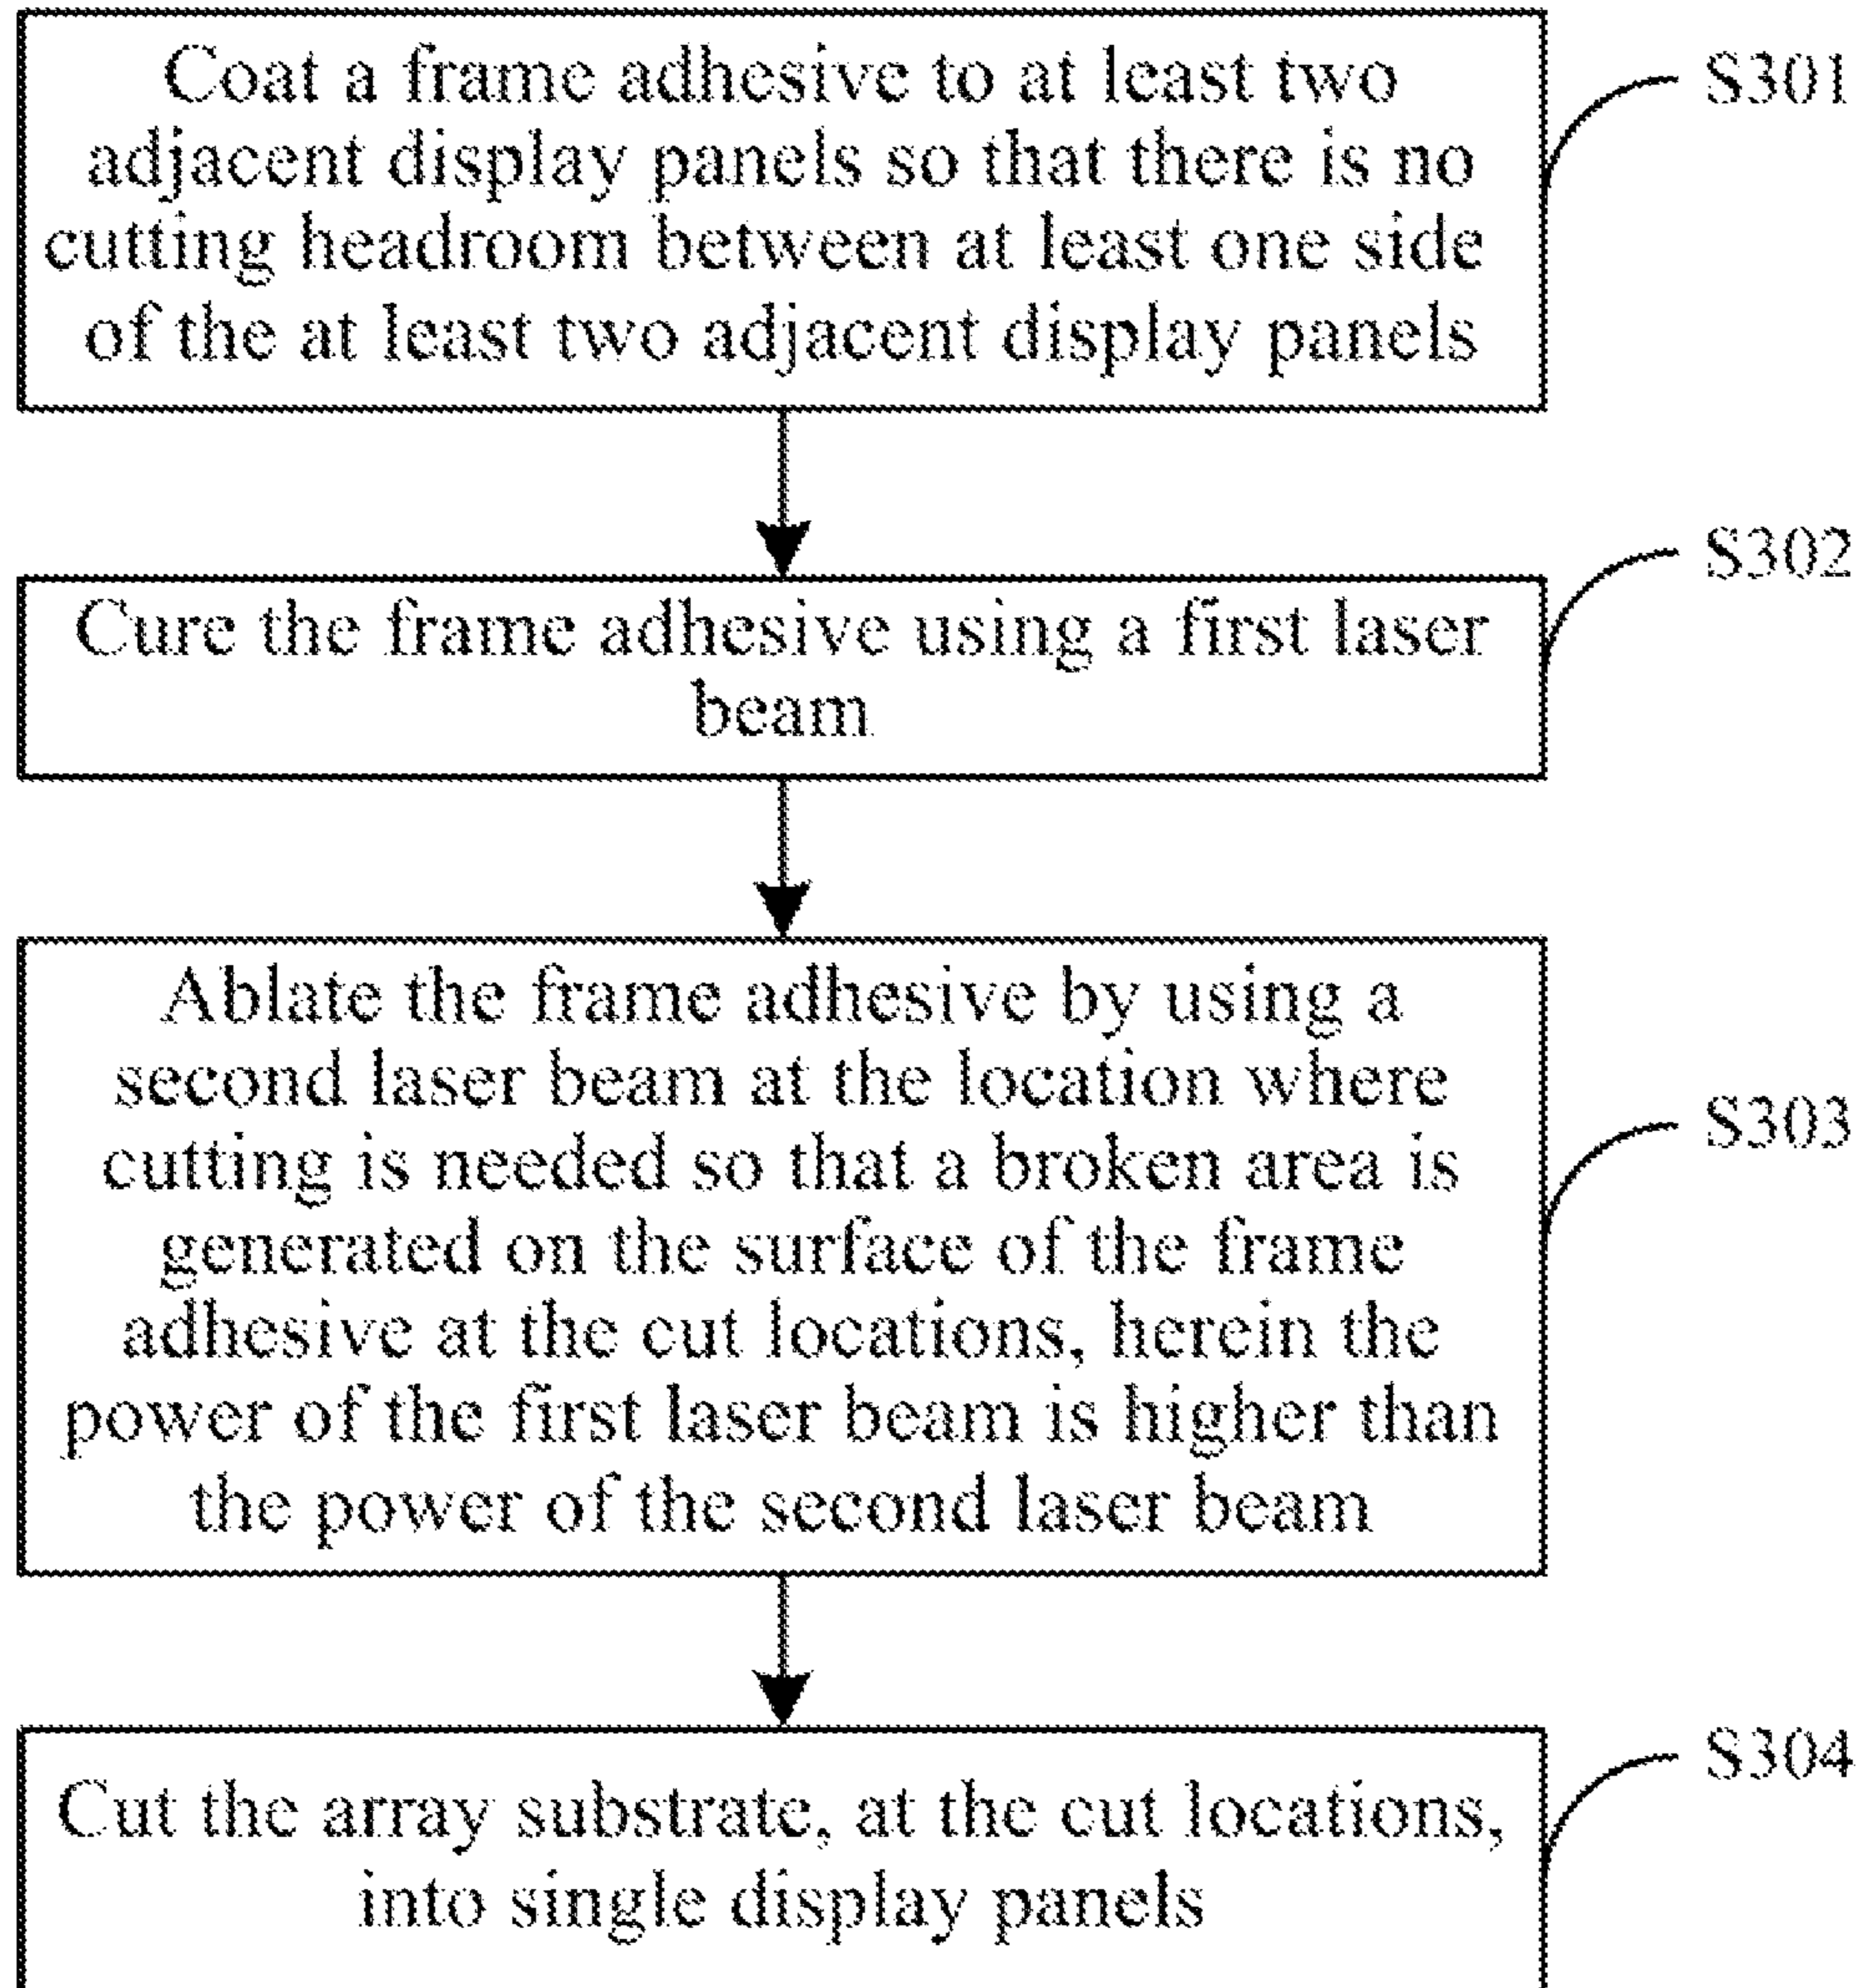 Coat a frame adhesive to at least two
adjacent display panels so that there is no
cutting headroom between at least one side
of the at least two adjacent display panels
S301
Cure the frame adhesive using a first laser
beam
S302
Ablate the frame adhesive by using a
second laser beam at the location where
cutting is needed so that a broken area is
generated on the surface of the frame
adhesive at the cut locations, herein the
power of the first laser beam is higher than
the power of the second laser beam
S303
Cut the array substrate, at the cut locations,
into single display panels
S304